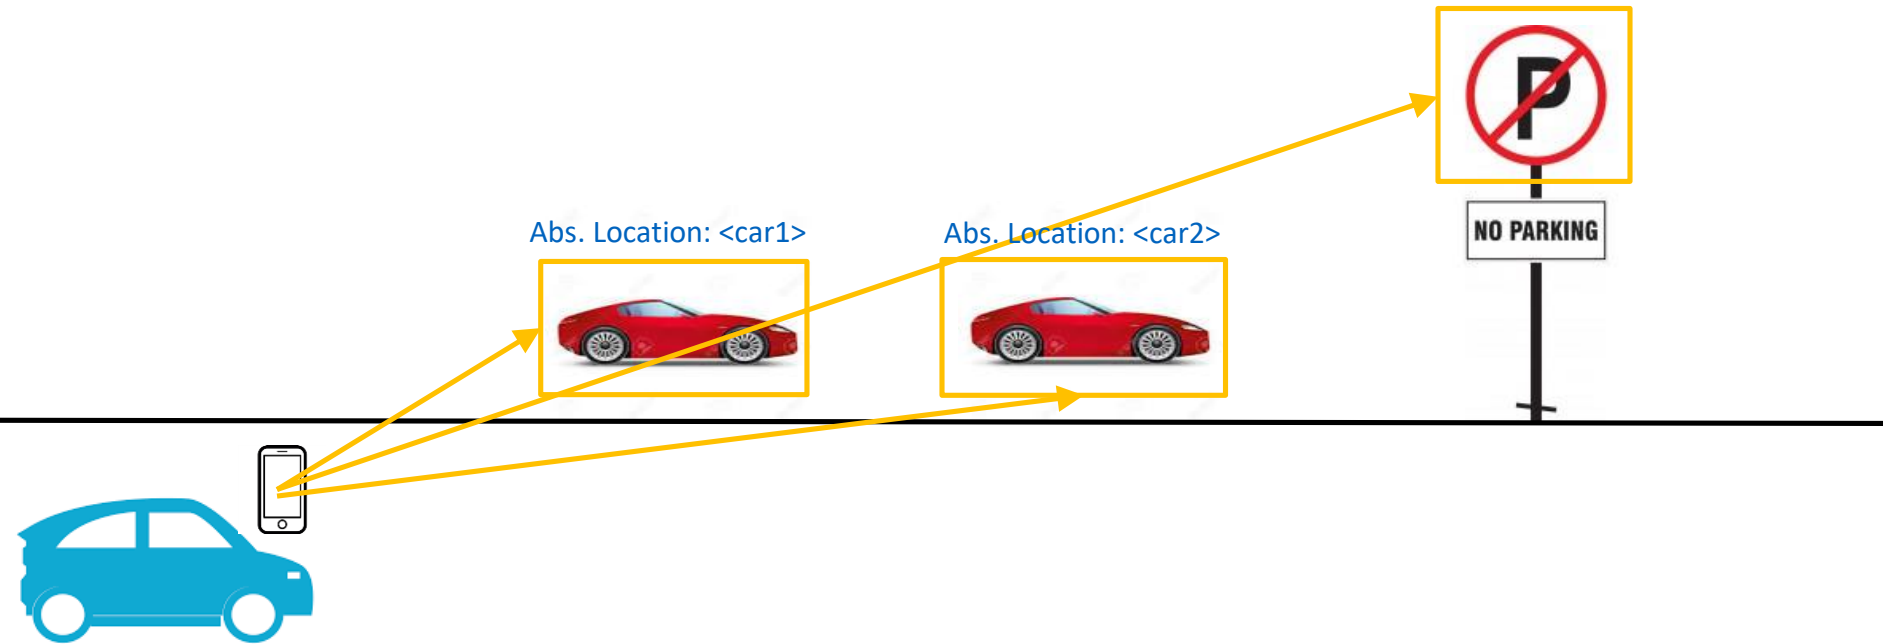 Abs. Location: <car1>
Abs. Location: <car2>
P
NO PARKING